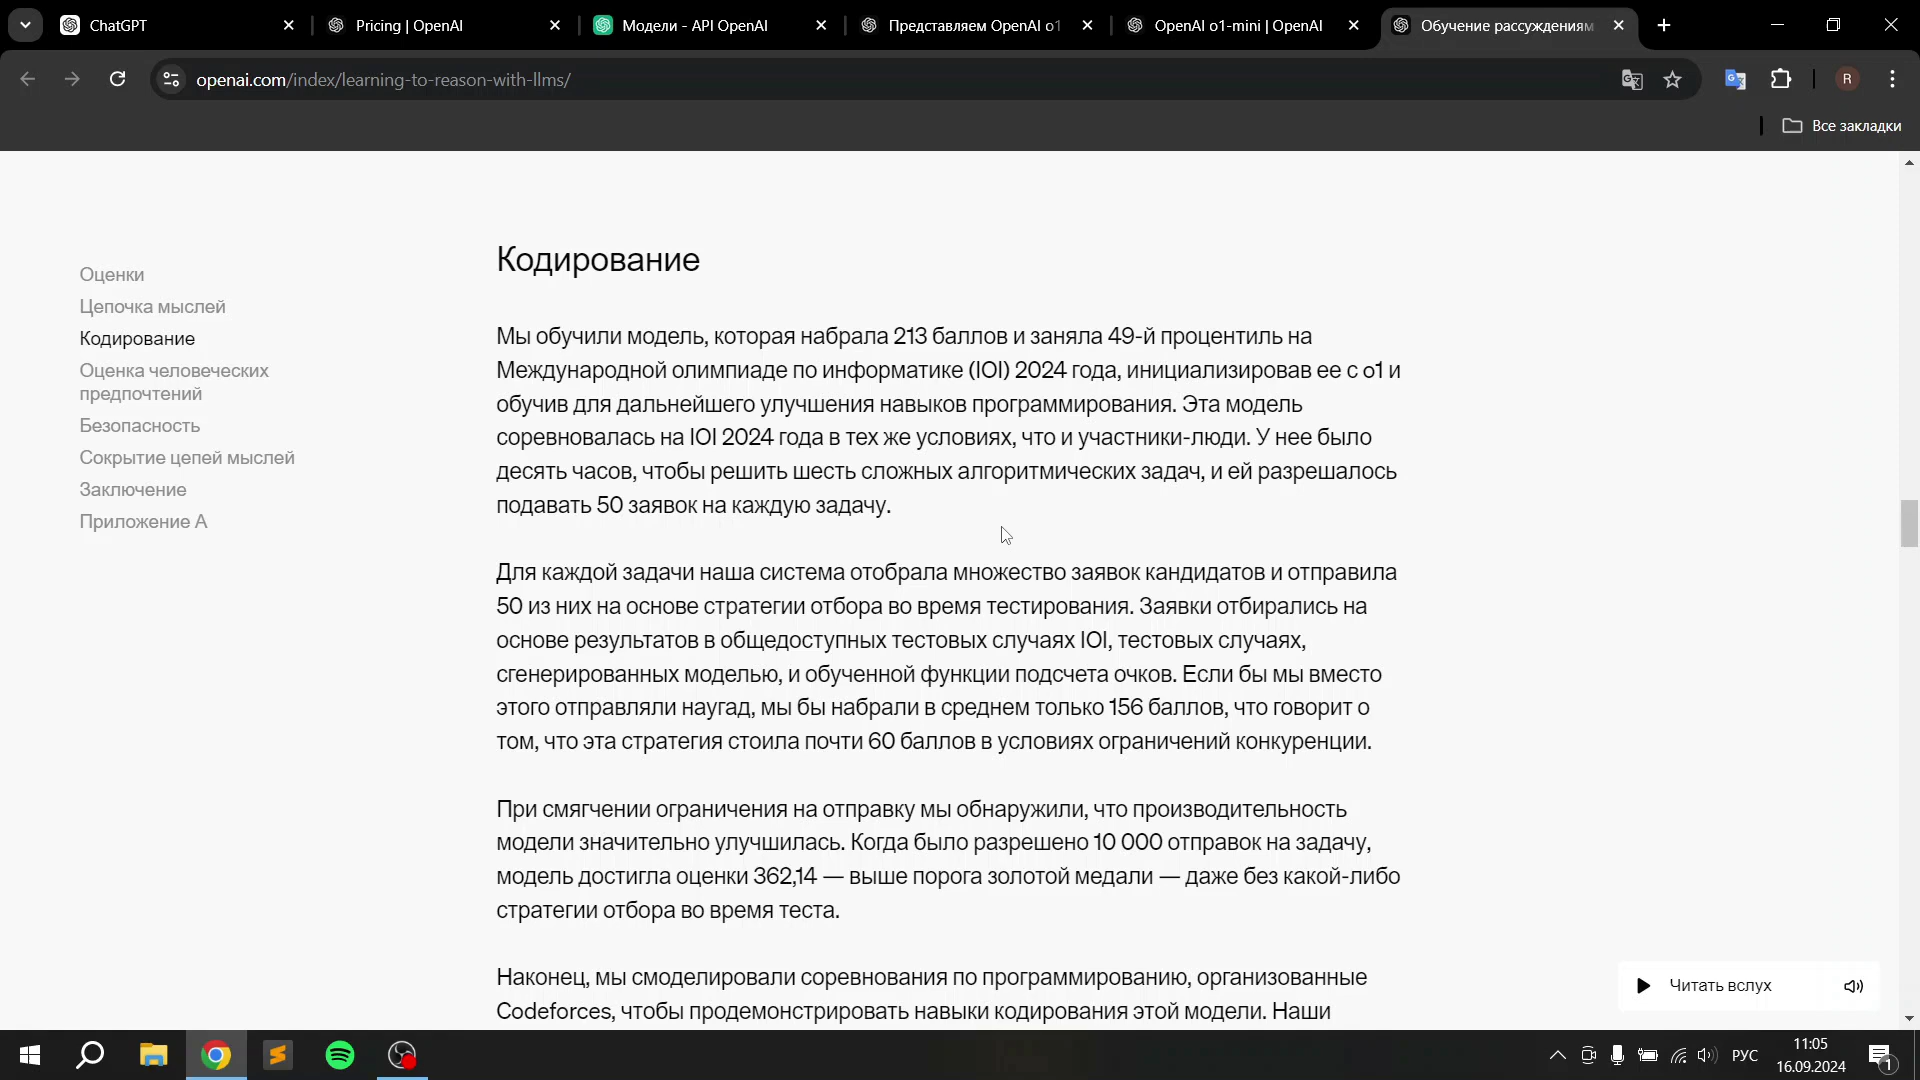 ChatGPT
Pricing | OpenAI
Модели - API OpenAI
Представляем OpenAI o1
OpenAI o1-mini | OpenAI
Обучение рассуждениям
openai.com/index/learning-to-reason-with-llms/
R
Все закладки
Оценки
Цепочка мыслей
Кодирование
Оценка человеческих
предпочтений
Безопасность
Сокрытие цепей мыслей
Заключение
Приложение А
Кодирование
Мы обучили модель, которая набрала 213 баллов и заняла 49-й процентиль на
Международной олимпиаде по информатике (IOI) 2024 года, инициализировав ее с o1 и
обучив для дальнейшего улучшения навыков программирования. Эта модель
соревновалась на IOI 2024 года в тех же условиях, что и участники-люди. У нее было
десять часов, чтобы решить шесть сложных алгоритмических задач, и ей разрешалось
подавать 50 заявок на каждую задачу.
Для каждой задачи наша система отобрала множество заявок кандидатов и отправила
50 из них на основе стратегии отбора во время тестирования. Заявки отбирались на
основе результатов в общедоступных тестовых случаях IOI, тестовых случаях,
сгенерированных моделью, и обученной функции подсчета очков. Если бы мы вместо
этого отправляли наугад, мы бы набрали в среднем только 156 баллов, что говорит о
том, что эта стратегия стоила почти 60 баллов в условиях ограничений конкуренции.
При смягчении ограничения на отправку мы обнаружили, что производительность
модели значительно улучшилась. Когда было разрешено 10 000 отправок на задачу,
модель достигла оценки 362,14 — выше порога золотой медали — даже без какой-либо
стратегии отбора во время теста.
Наконец, мы смоделировали соревнования по программированию, организованные
Codeforces, чтобы продемонстрировать навыки кодирования этой модели. Наши
Читать вслух
РУС
11:05
16.09.2024
1